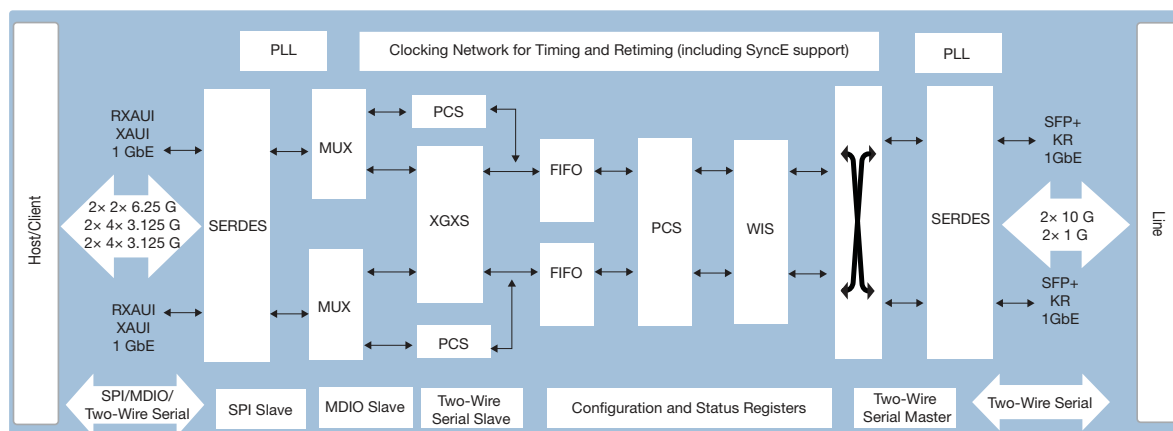 PLL
Clocking Network for Timing and Retiming (including SyncE support)
PLL
Host/Client
RXAUI
XAUI
1 GbE
2× 2× 6.25 G
2× 4× 3.125 G
2× 4× 3.125 G
RXAUI
XAUI
1 GbE
SERDES
MUX
MUX
PCS
XGXS
PCS
FIFO
FIFO
PCS
WIS
SERDES
SFP+
KR
1GbE
2× 10 G
2× 1 G
SFP+
KR
1GbE
Line
SPI/MDIO/
Two-Wire Serial
SPI Slave
MDIO Slave
Two-Wire
Serial Slave
Configuration and Status Registers
Two-Wire
Serial Master
Two-Wire Serial